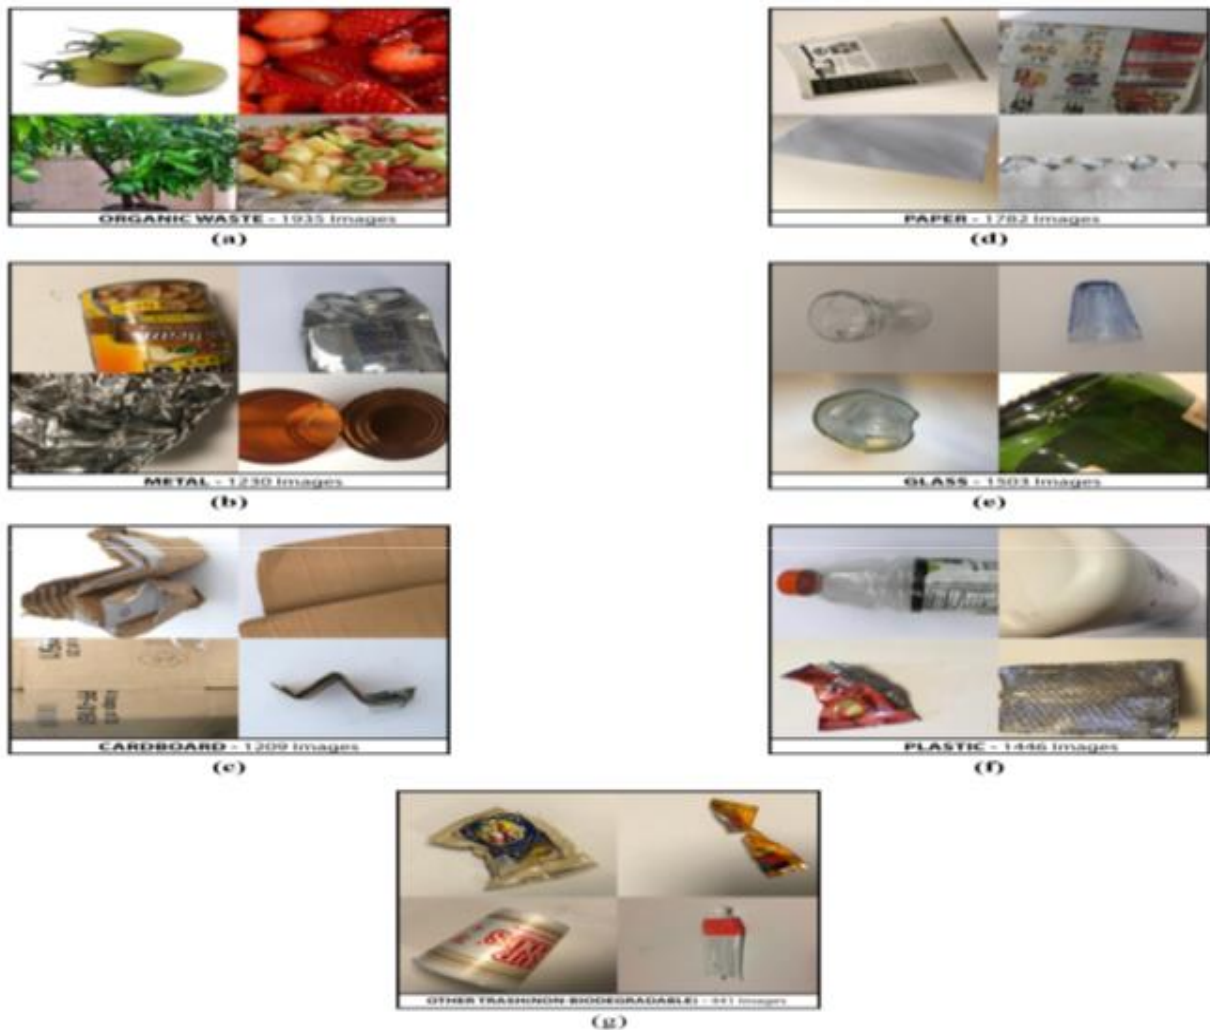 ORGANIC WASTE - 1935 Images
(a)
PAPER - 1782 Images
(d)
METAL - 1230 Images
(b)
GLASS - 1503 Images
(e)
CARDBOARD - 1209 Images
(c)
PLASTIC - 1446 Images
(f)
OTHER TRASH(NON-BIODEGRADABLE) - Images
(g)